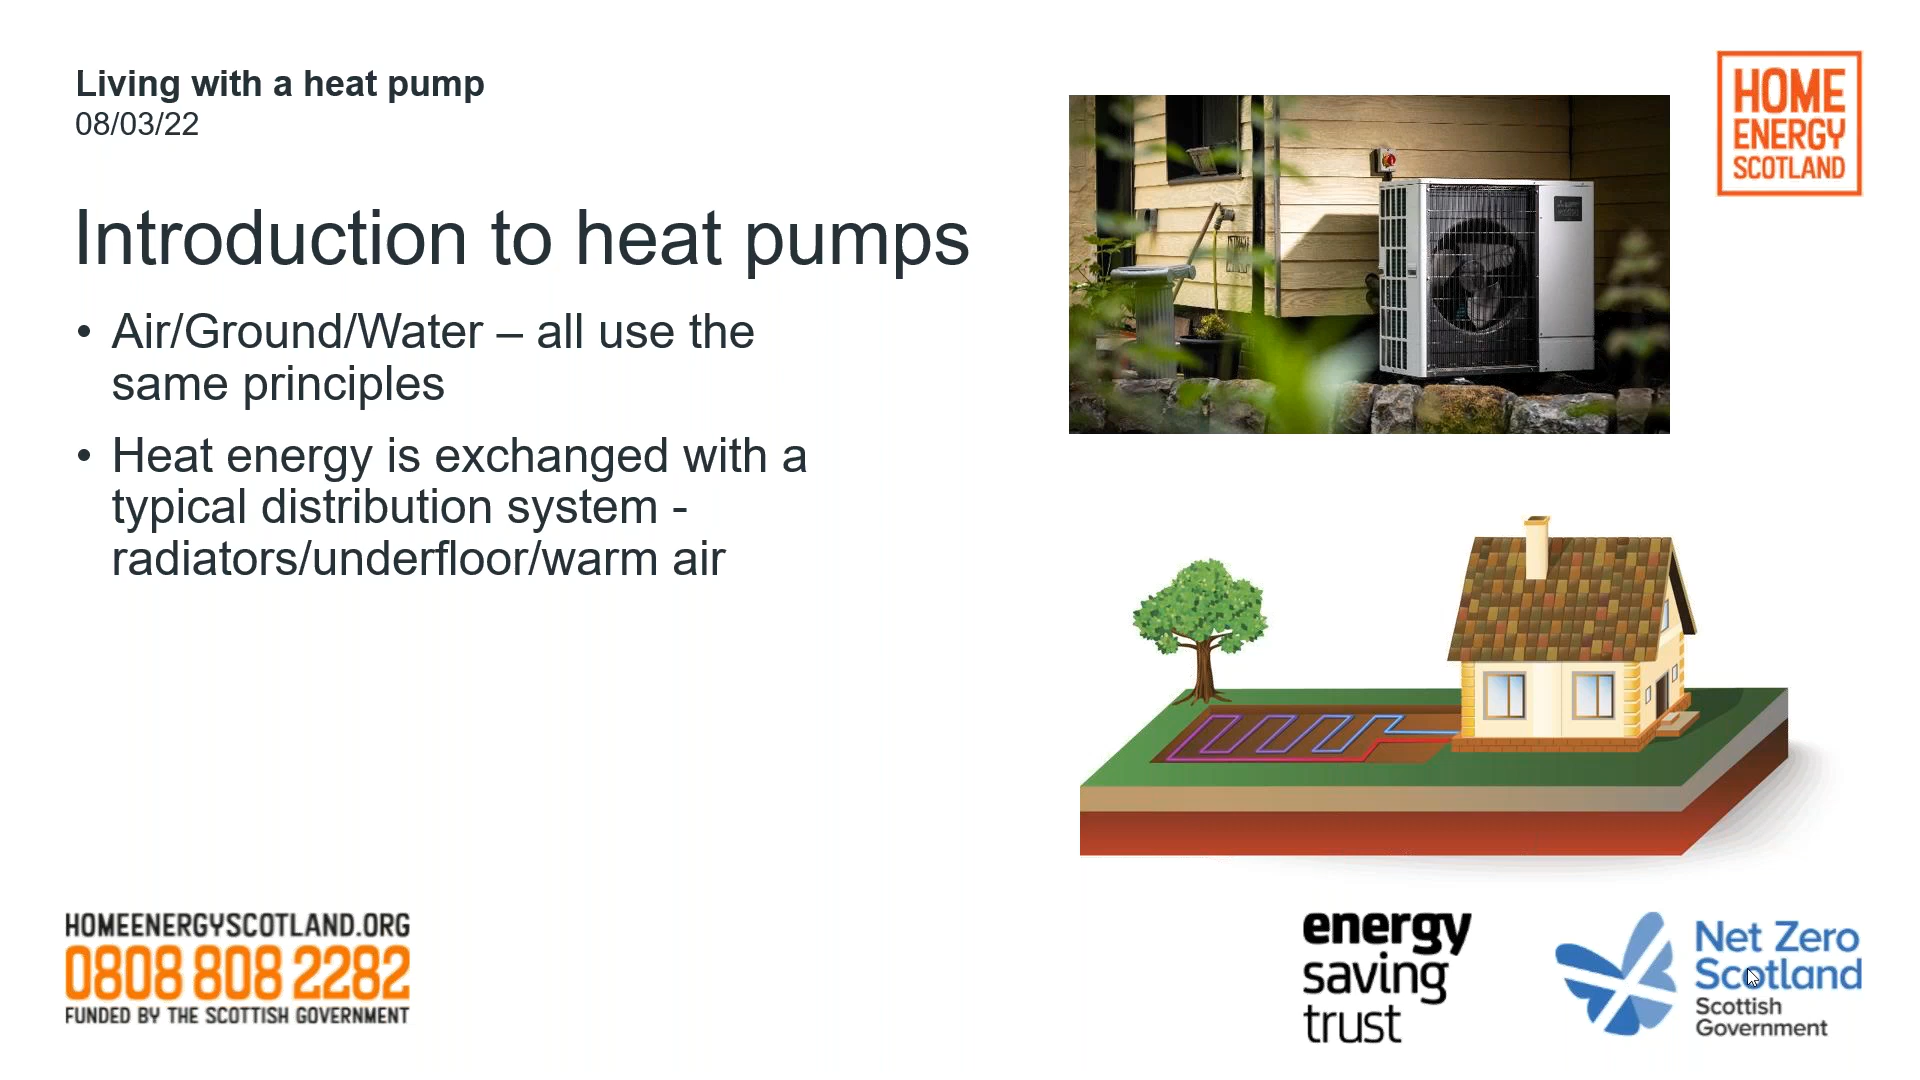 Living with a heat pump
08/03/22
HOME
ENERGY
SCOTLAND
Introduction to heat pumps
• Air/Ground/Water – all use the
same principles
• Heat energy is exchanged with a
typical distribution system -
radiators/underfloor/warm air
HOMEENERGYSCOTLAND.ORG
0808 808 2282
FUNDED BY THE SCOTTISH GOVERNMENT
energy
saving
trust
Net Zero
Scotland
Scottish
Government